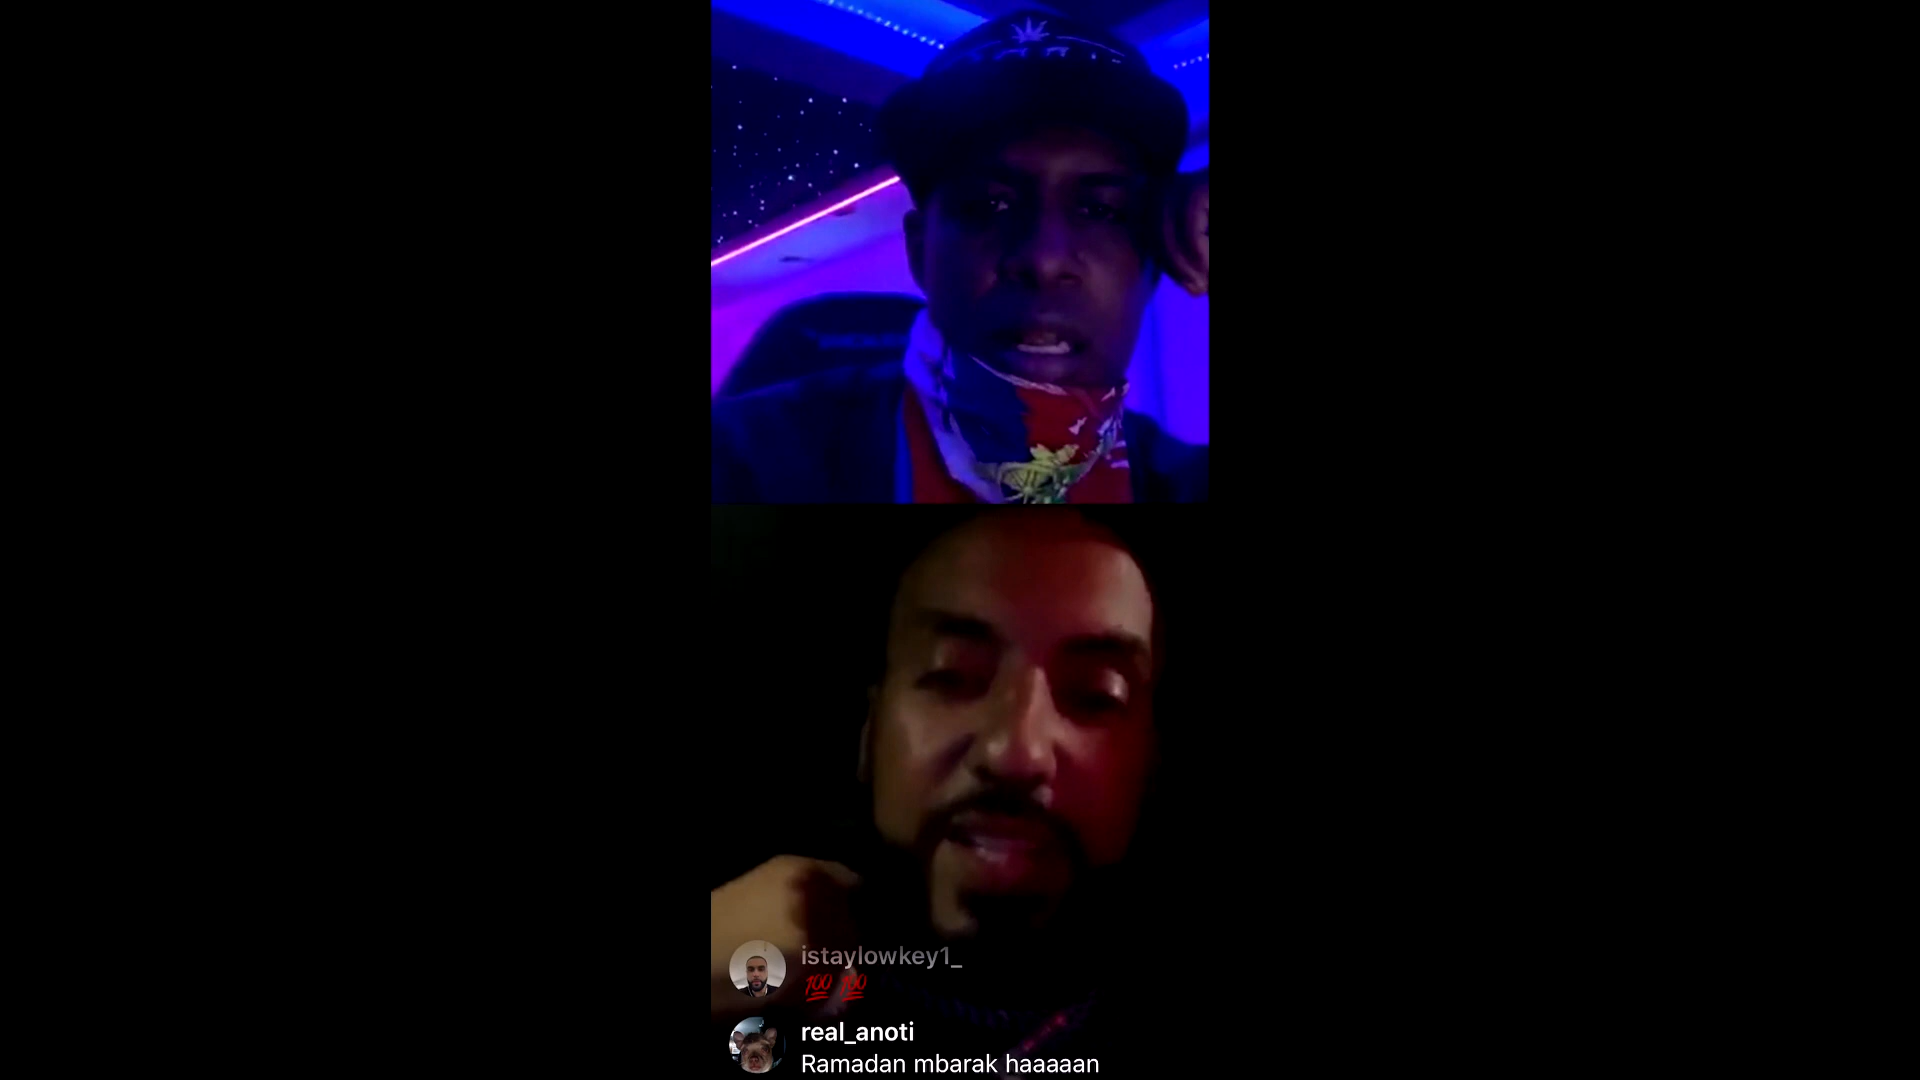 istaylowkey1_
💯 💯
real_anoti
Ramadan mbarak haaaaan